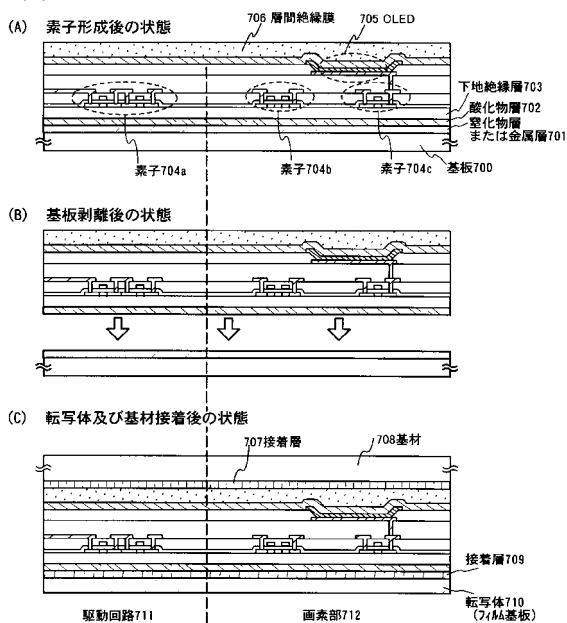 (A) 素子形成後の状態
706 層間絶縁膜
705 OLED
下地絶縁層703
酸化物層702
窒化物層
または金属層701
素子704a
素子704b
素子704c
基板700
(B) 基板剥離後の状態
(C) 転写体及び基材接着後の状態
707接着層
708基材
接着層709
転写体710
(フィルム基板)
駆動回路711
画素部712